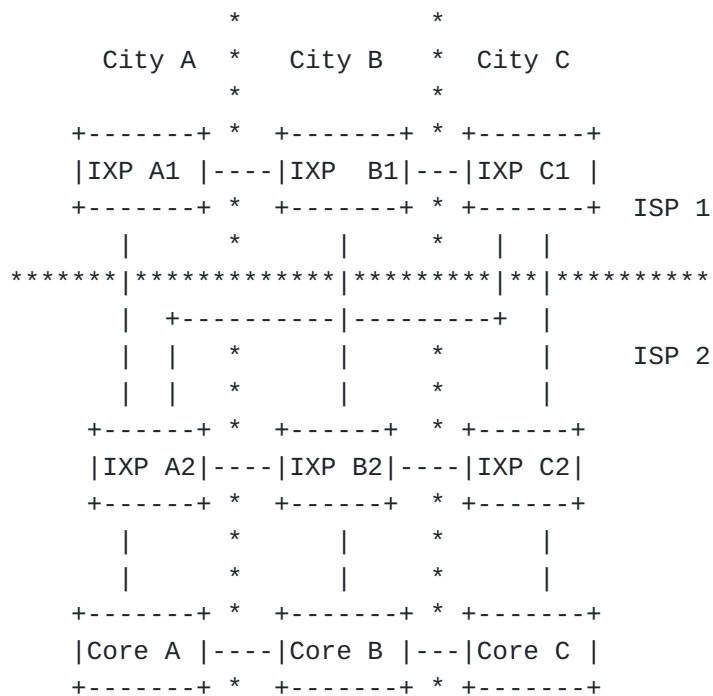 City A City B City C
IXP A1 IXP B1 IXP C1
ISP 1
ISP 2
IXP A2 IXP B2 IXP C2
Core A Core B Core C